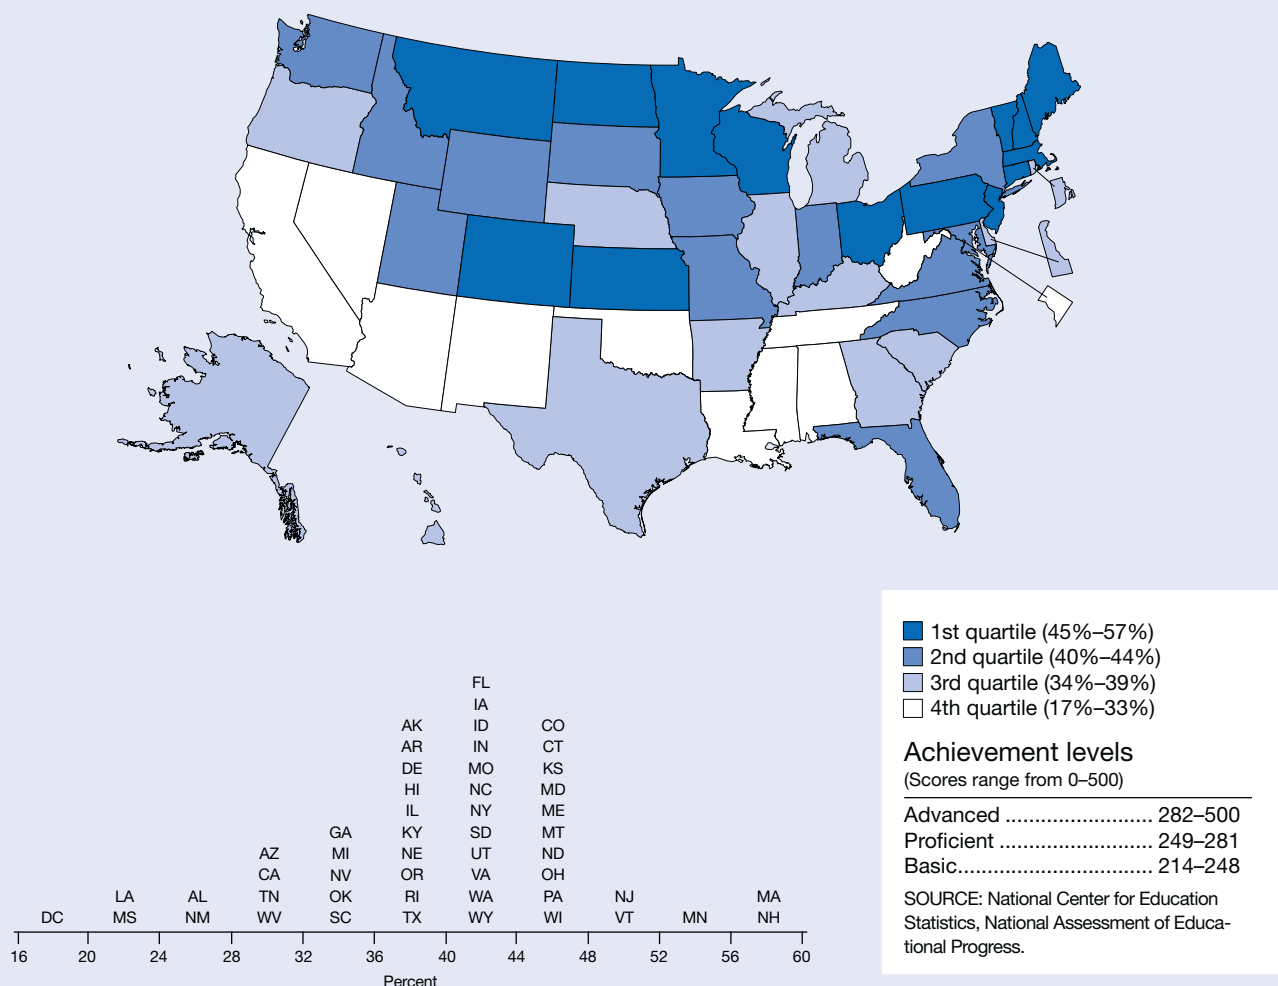 1st quartile (45%–57%)
2nd quartile (40%–44%)
3rd quartile (34%–39%)
4th quartile (17%–33%)
Achievement levels
(Scores range from 0–500)
Advanced .......................... 282–500
Proficient ........................... 249–281
Basic.................................. 214–248
SOURCE: National Center for Education
Statistics, National Assessment of Educa-
tional Progress.
FL
IA
AK ID CO
AR IN CT
DE MO KS
HI NC MD
IL NY ME
GA KY SD MT
AZ MI NE UT ND
CA NV OR VA OH
LA AL TN OK RI WA PA NJ MA
DC MS NM WV SC TX WY WI VT MN NH
16 20 24 28 32 36 40 44 48 52 56 60
Percent